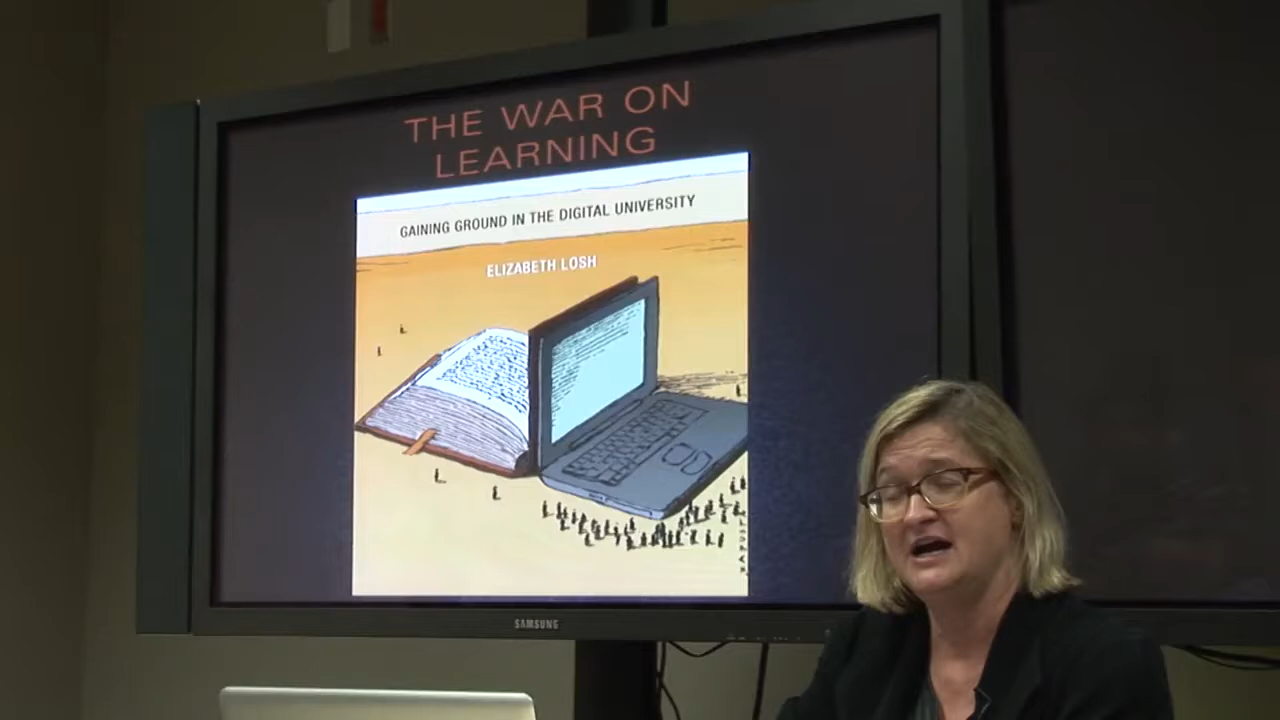 THE WAR ON
LEARNING
GAINING GROUND IN THE DIGITAL UNIVERSITY
ELIZABETH LOSH
SAMSUNG